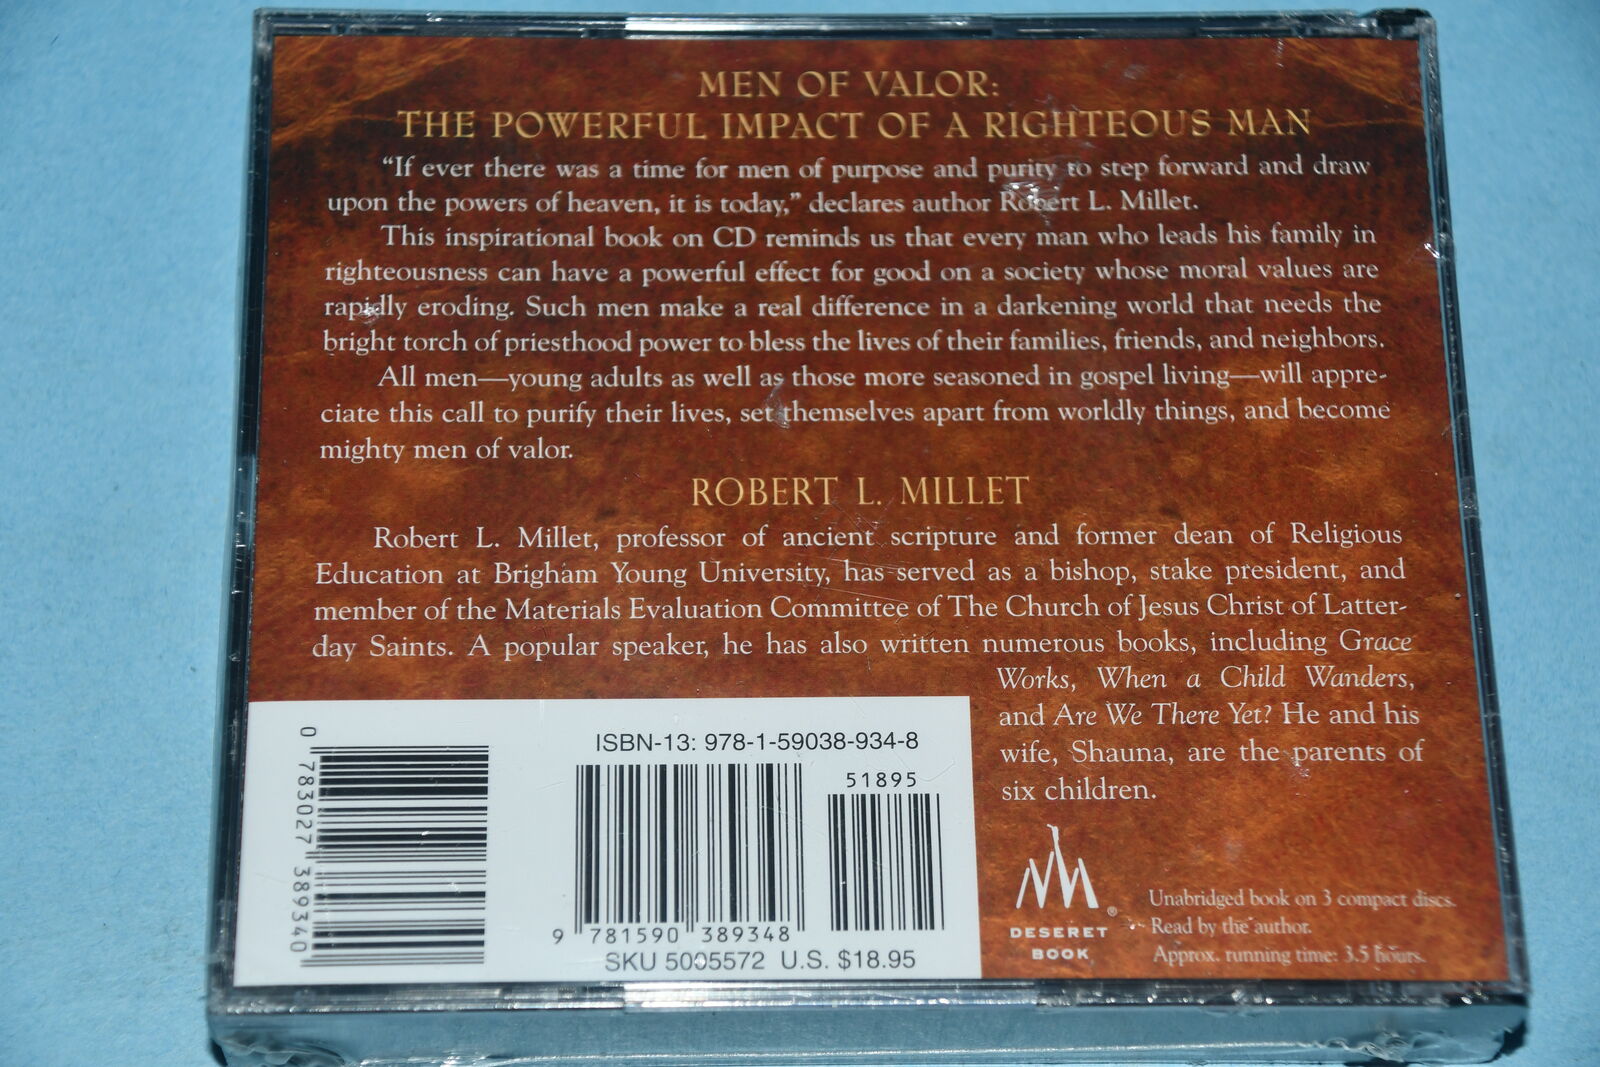 MEN OF VALOR:
THE POWERFUL IMPACT OF A RIGHTEOUS MAN
“If ever there was a time for men of purpose and purity to step forward and draw
upon the powers of heaven, it is today,” declares author Robert L. Millet.
This inspirational book on CD reminds us that every man who leads his family in
righteousness can have a powerful effect for good on a society whose moral values are
rapidly eroding. Such men make a real difference in a darkening world that needs the
bright torch of priesthood power to bless the lives of their families, friends, and neighbors.
All men—young adults as well as those more seasoned in gospel living—will appre-
ciate this call to purify their lives, set themselves apart from worldly things, and become
mighty men of valor.
ROBERT L. MILLET
Robert L. Millet, professor of ancient scripture and former dean of Religious
Education at Brigham Young University, has served as a bishop, stake president, and
member of the Materials Evaluation Committee of The Church of Jesus Christ of Latter-
day Saints. A popular speaker, he has also written numerous books, including Grace
Works, When a Child Wanders,
and Are We There Yet? He and his
wife, Shauna, are the parents of
six children.
0 783027 389340
ISBN-13: 978-1-59038-934-8
51895
9 781590 389348
SKU 5005572 U.S. $18.95
DESERET
BOOK
®
Unabridged book on 3 compact discs.
Read by the author.
Approx. running time: 3.5 hours.